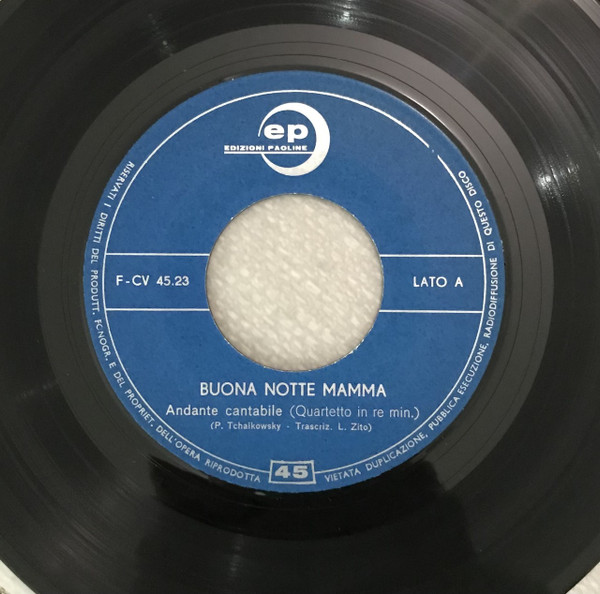 ep
EDIZIONI PAOLINE
F-CV 45.23
LATO A
BUONA NOTTE MAMMA
Andante cantabile (Quartetto in re min.)
(P. Tchaikowsky - Trascriz. L. Zito)
45
RISERVATI I DIRITTI DEL PRODUTT. FONOGR. E DEL PROPRIET. DELL'OPERA RIPRODOTTA
VIETATA DUPLICAZIONE, PUBBLICA ESECUZIONE, RADIODIFFUSIONE DI QUESTO DISCO